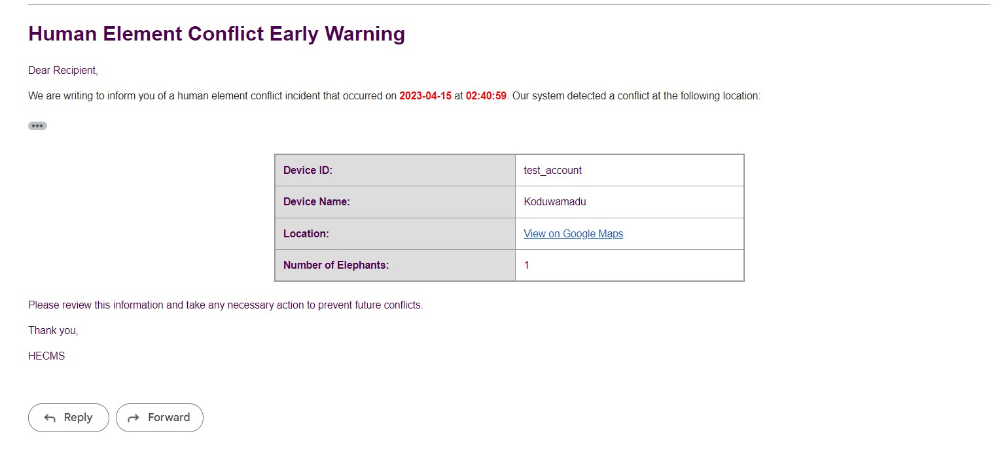 Human Element Conflict Early Warning
Dear Recipient,
We are writing to inform you of a human element conflict incident that occurred on 2023-04-15 at 02:40:59. Our system detected a conflict at the following location:
Device ID: test_account
Device Name: Koduwamadu
Location: View on Google Maps
Number of Elephants: 1
Please review this information and take any necessary action to prevent future conflicts.
Thank you,
HECMS
Reply Forward